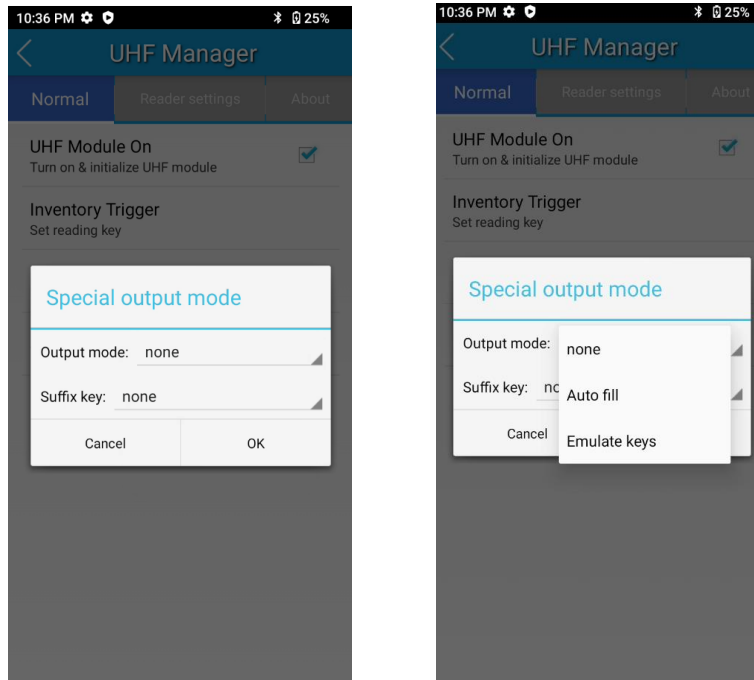 10:36 PM 25%
UHF Manager
Normal Reader settings About
UHF Module On
Turn on & initialize UHF module
Inventory Trigger
Set reading key
Special output mode
Output mode: none
Suffix key: none
Cancel OK
10:36 PM 25%
UHF Manager
Normal Reader settings About
UHF Module On
Turn on & initialize UHF module
Inventory Trigger
Set reading key
Special output mode
Output mode: none
Suffix key: no Auto fill
Cancel Emulate keys